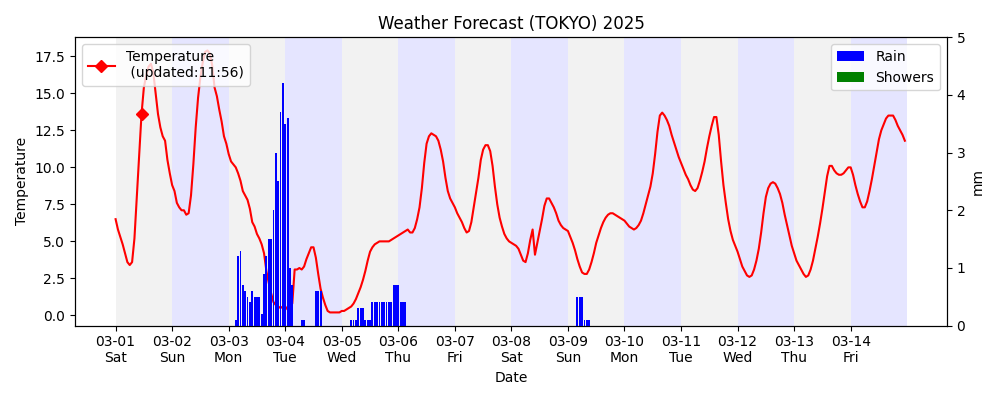 Weather Forecast (TOKYO) 2025
Temperature
(updated:11:56)
Rain
Showers
Temperature
17.5
15.0
12.5
10.0
7.5
5.0
2.5
0.0
5
4
3
2
1
0
mm
03-01 03-02 03-03 03-04 03-05 03-06 03-07 03-08 03-09 03-10 03-11 03-12 03-13 03-14
Sat Sun Mon Tue Wed Thu Fri Sat Sun Mon Tue Wed Thu Fri
Date